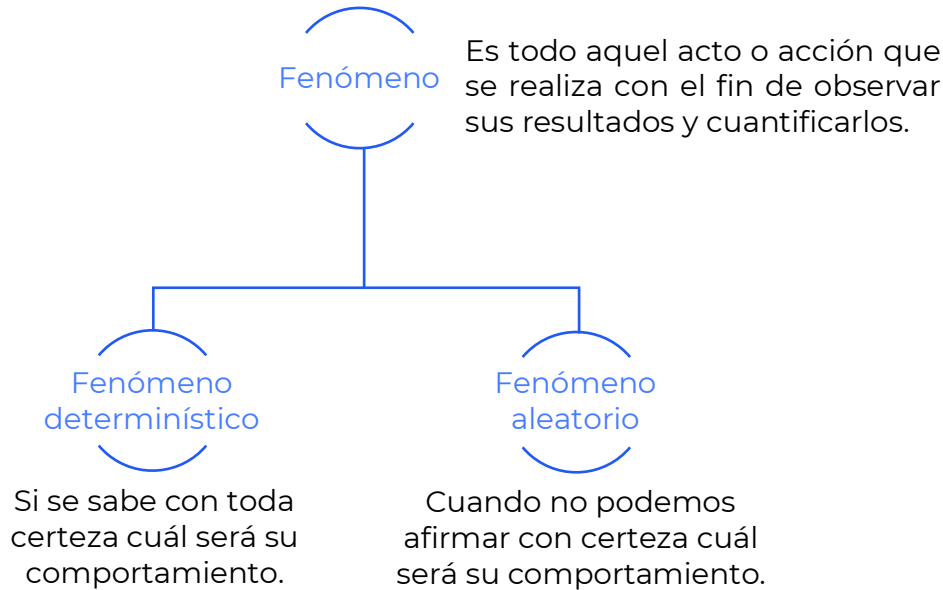 Fenómeno
Es todo aquel acto o acción que
se realiza con el fin de observar
sus resultados y cuantificarlos.
Fenómeno
determinístico
Si se sabe con toda
certeza cuál será su
comportamiento.
Fenómeno
aleatorio
Cuando no podemos
afirmar con certeza cuál
será su comportamiento.